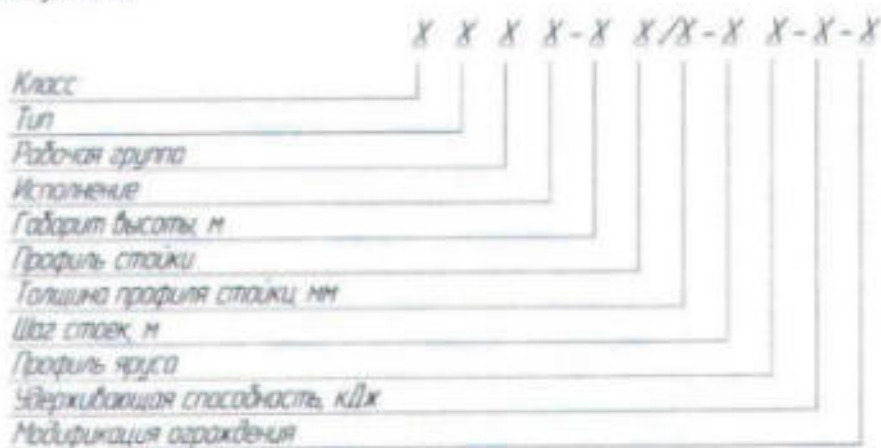 X X X X-X X/X-X X-X-X
Класс
Тип
Рабочая группа
Исполнение
Габарит высоты, м
Профиль стойки
Толщина профиля стойки, мм
Шаг стоек, м
Профиль яруса
Удерживающая способность, кДж
Модификация ограждения